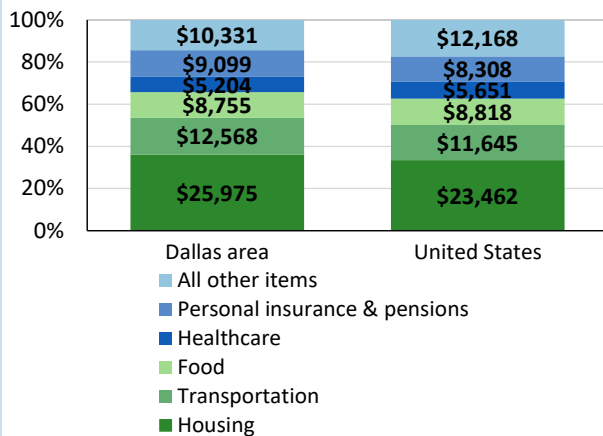 100%
80%
60%
40%
20%
0%
$10,331
$9,099
$5,204
$8,755
$12,568
$25,975
$12,168
$8,308
$5,651
$8,818
$11,645
$23,462
Dallas area
United States
All other items
Personal insurance & pensions
Healthcare
Food
Transportation
Housing